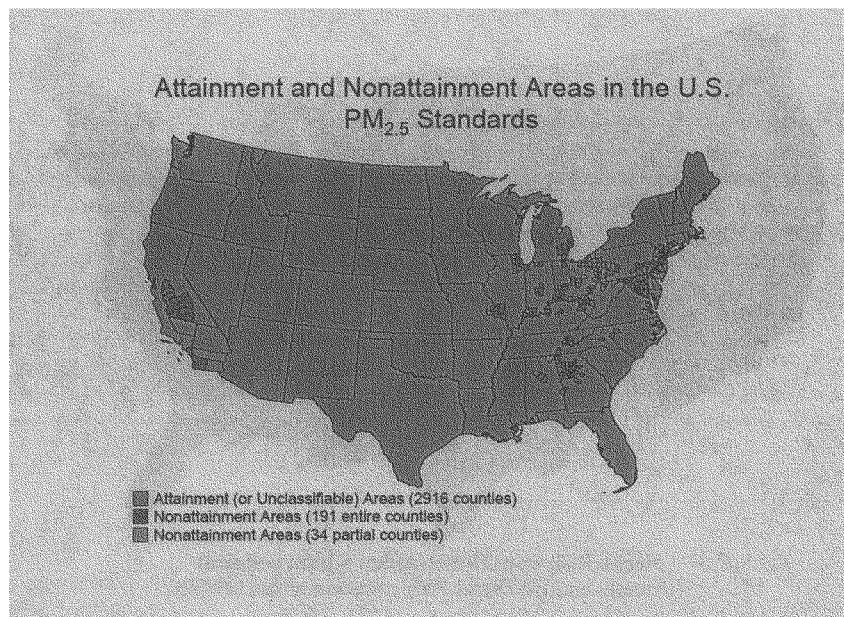 Attainment and Nonattainment Areas in the U.S.
PM2.5 Standards
Attainment (or Unclassifiable) Areas (2916 counties)
Nonattainment Areas (191 entire counties)
Nonattainment Areas (34 partial counties)